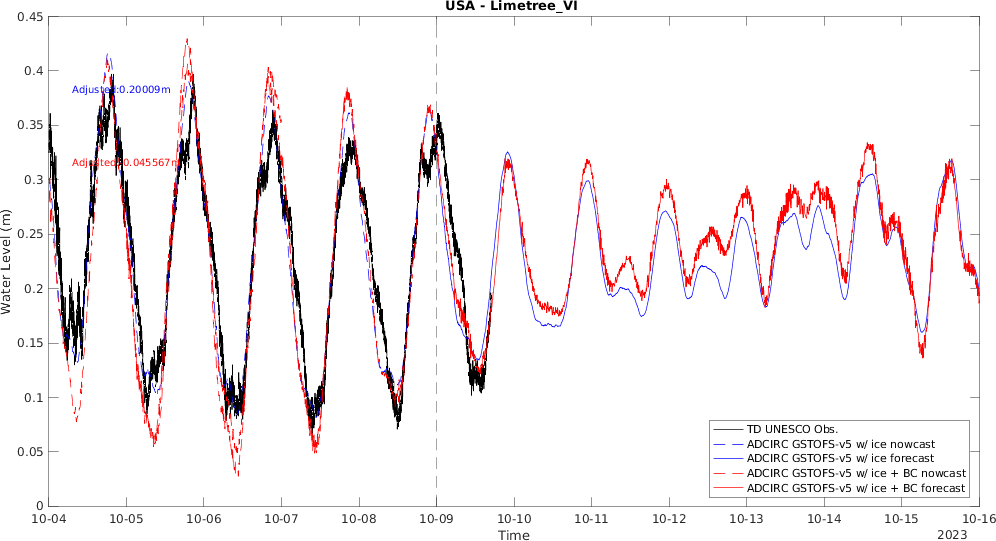 USA - Limetree_VI
0.45
0.4
0.35
0.3
0.25
0.2
0.15
0.1
0.05
0
Water Level (m)
Adjusted:0.20009m
Adjusted:0.045567m
TD UNESCO Obs.
ADCIRC GSTOFS-v5 w/ ice nowcast
ADCIRC GSTOFS-v5 w/ ice forecast
ADCIRC GSTOFS-v5 w/ ice + BC nowcast
ADCIRC GSTOFS-v5 w/ ice + BC forecast
10-04 10-05 10-06 10-07 10-08 10-09 10-10 10-11 10-12 10-13 10-14 10-15 10-16
Time
2023